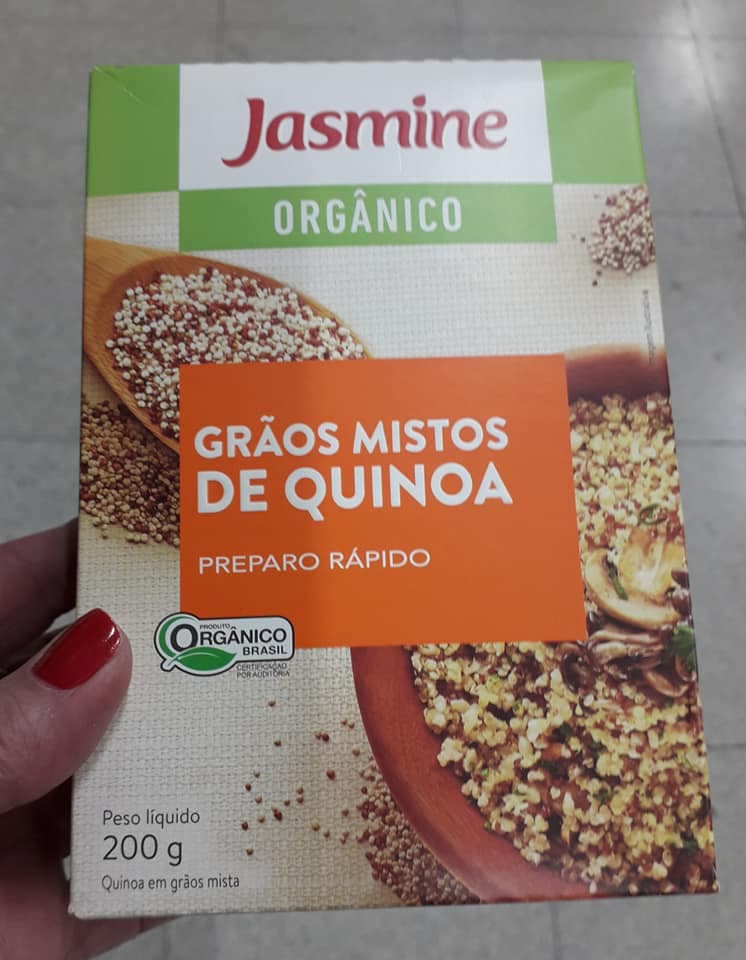 Jasmine
ORGÂNICO
GRÃOS MISTOS
DE QUINOA
PREPARO RÁPIDO
PRODUTO
ORGÂNICO
BRASIL
CERTIFICAÇÃO
POR AUDITORIA
Peso líquido
200 g
Quinoa em grãos mista